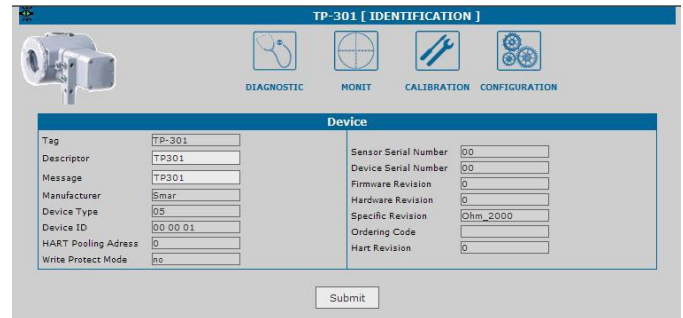 TP-301 [ IDENTIFICATION ]
DIAGNOSTIC MONIT CALIBRATION CONFIGURATION
Device
Tag TP-301
Descriptor TP301
Message TP301
Manufacturer Smar
Device Type 05
Device ID 00 00 01
HART Pooling Adress 0
Write Protect Mode no
Sensor Serial Number 00
Device Serial Number 00
Firmware Revision 0
Hardware Revision 0
Specific Revision Ohm_2000
Ordering Code
Hart Revision 0
Submit